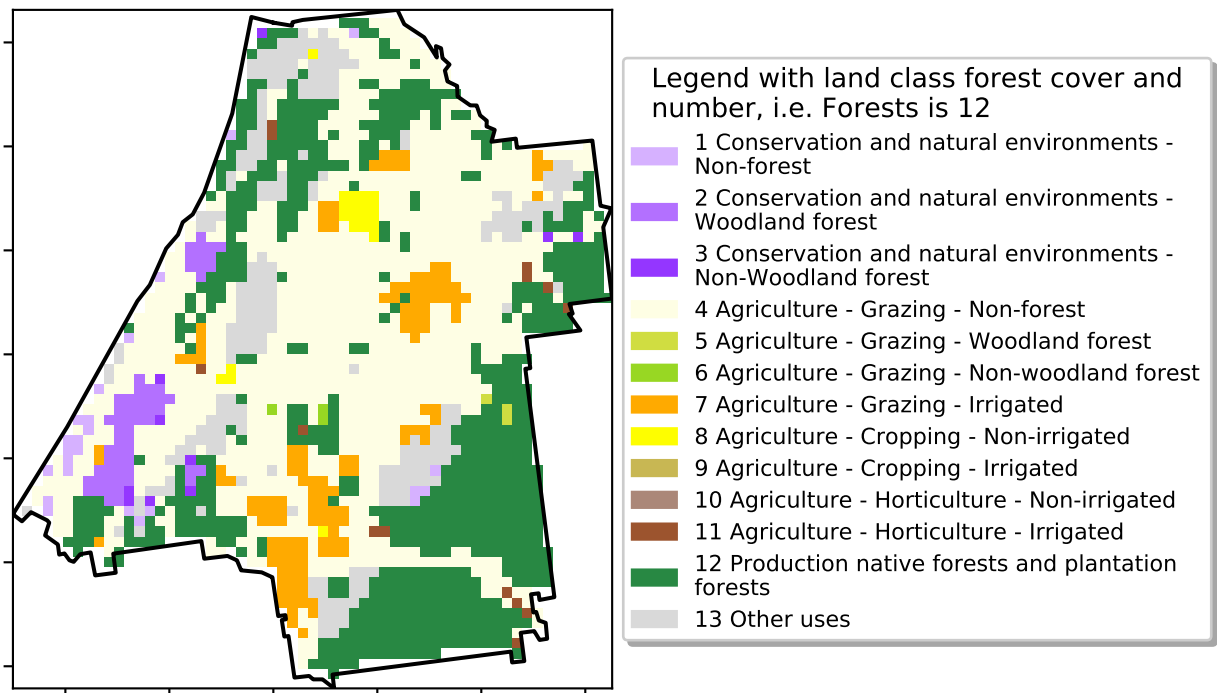 Legend with land class forest cover and
number, i.e. Forests is 12
1 Conservation and natural environments -
Non-forest
2 Conservation and natural environments -
Woodland forest
3 Conservation and natural environments -
Non-Woodland forest
4 Agriculture - Grazing - Non-forest
5 Agriculture - Grazing - Woodland forest
6 Agriculture - Grazing - Non-woodland forest
7 Agriculture - Grazing - Irrigated
8 Agriculture - Cropping - Non-irrigated
9 Agriculture - Cropping - Irrigated
10 Agriculture - Horticulture - Non-irrigated
11 Agriculture - Horticulture - Irrigated
12 Production native forests and plantation
forests
13 Other uses